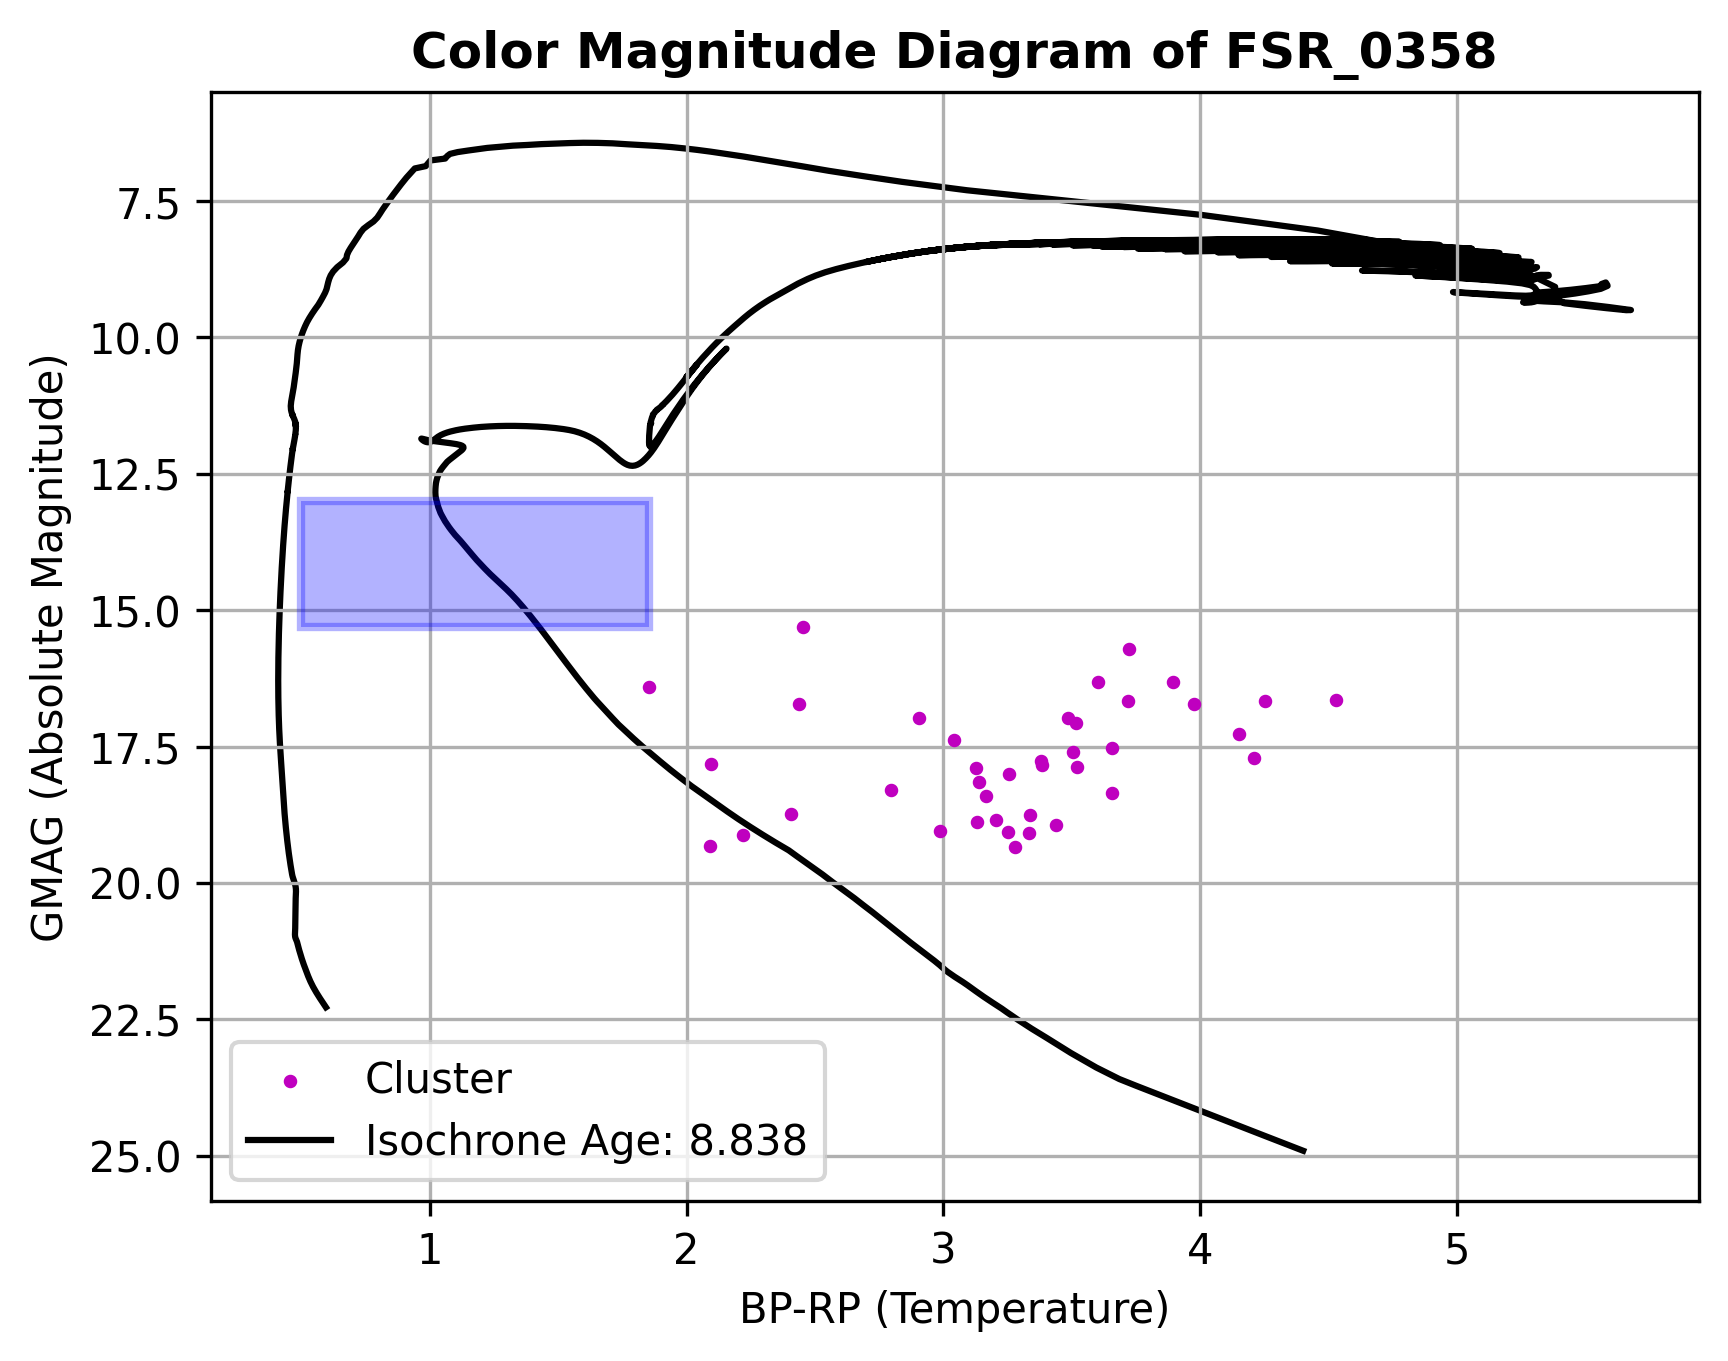 Color Magnitude Diagram of FSR_0358
GMAG (Absolute Magnitude)
7.5
10.0
12.5
15.0
17.5
20.0
22.5
25.0
Cluster
Isochrone Age: 8.838
1 2 3 4 5
BP-RP (Temperature)